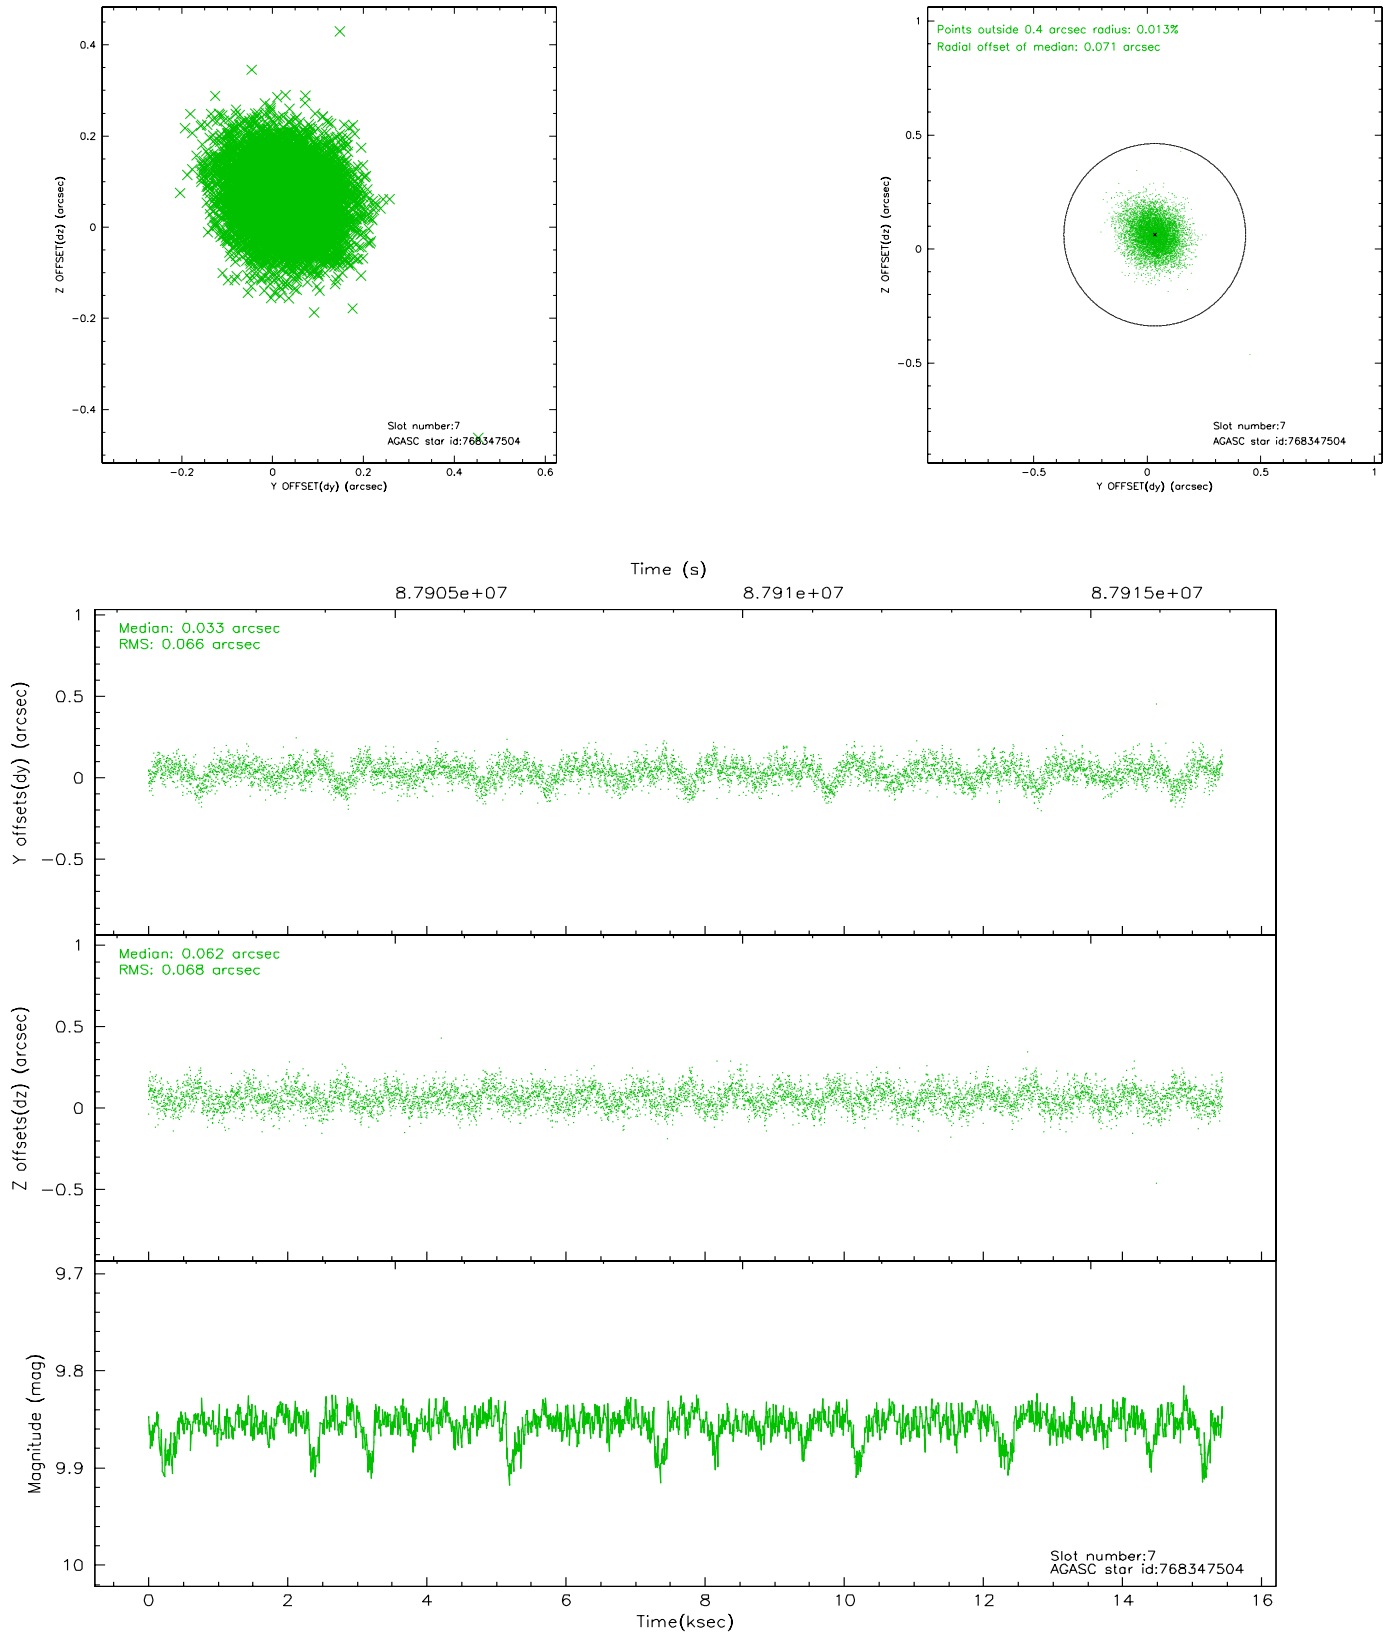 0.4
0.2
0
−0.2
−0.4
Z OFFSET(dz) (arcsec)
Slot number:7
AGASC star id:768347504
−0.2
0
0.2
0.4
0.6
Y OFFSET(dy) (arcsec)
Points outside 0.4 arcsec radius: 0.013%
Radial offset of median: 0.071 arcsec
1
0.5
0
−0.5
Z OFFSET(dz) (arcsec)
Slot number:7
AGASC star id:768347504
−0.5
0
0.5
1
Y OFFSET(dy) (arcsec)
Time (s)
8.7905e+07
8.791e+07
8.7915e+07
Median: 0.033 arcsec
RMS: 0.066 arcsec
1
0.5
0
−0.5
Y offsets(dy) (arcsec)
Median: 0.062 arcsec
RMS: 0.068 arcsec
1
0.5
0
−0.5
Z offsets(dz) (arcsec)
9.7
9.8
9.9
10
Magnitude (mag)
Slot number:7
AGASC star id:768347504
0
2
4
6
8
10
12
14
16
Time(ksec)